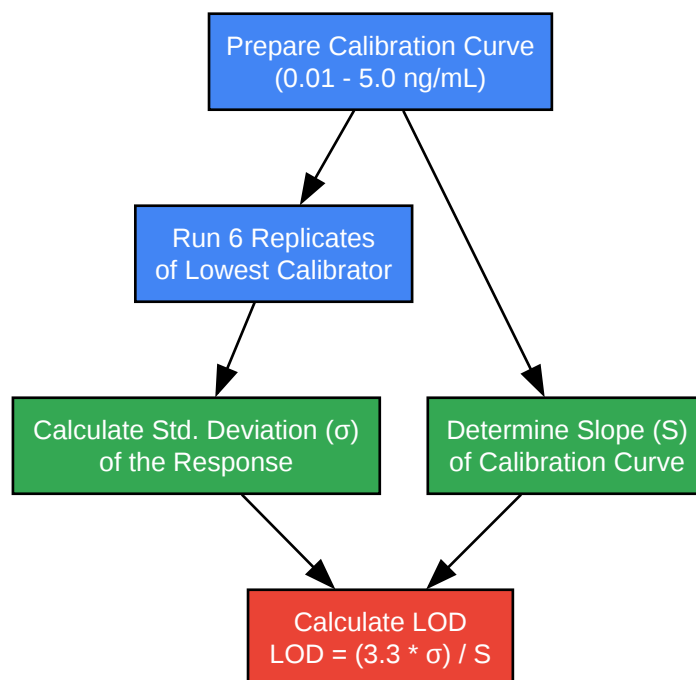 Prepare Calibration Curve
(0.01 - 5.0 ng/mL)
Run 6 Replicates
of Lowest Calibrator
Calculate Std. Deviation (σ)
of the Response
Determine Slope (S)
of Calibration Curve
Calculate LOD
LOD = (3.3 * σ) / S